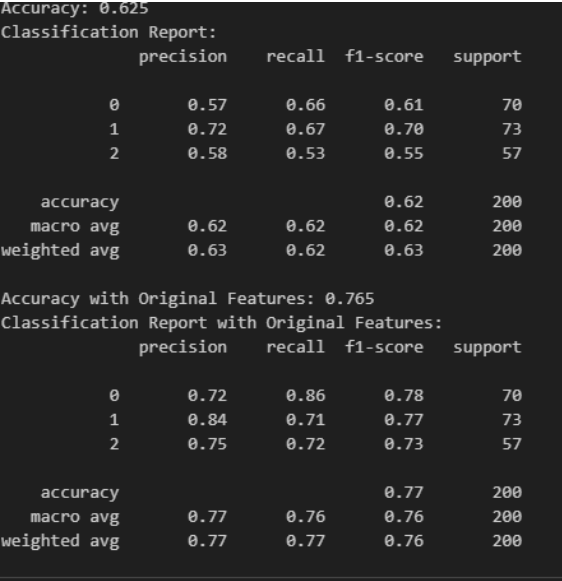 Accuracy: 0.625
Classification Report:
precision recall f1-score support
0 0.57 0.66 0.61 70
1 0.72 0.67 0.70 73
2 0.58 0.53 0.55 57
accuracy 0.62 200
macro avg 0.62 0.62 0.62 200
weighted avg 0.63 0.62 0.63 200
Accuracy with Original Features: 0.765
Classification Report with Original Features:
precision recall f1-score support
0 0.72 0.86 0.78 70
1 0.84 0.71 0.77 73
2 0.75 0.72 0.73 57
accuracy 0.77 200
macro avg 0.77 0.76 0.76 200
weighted avg 0.77 0.77 0.76 200